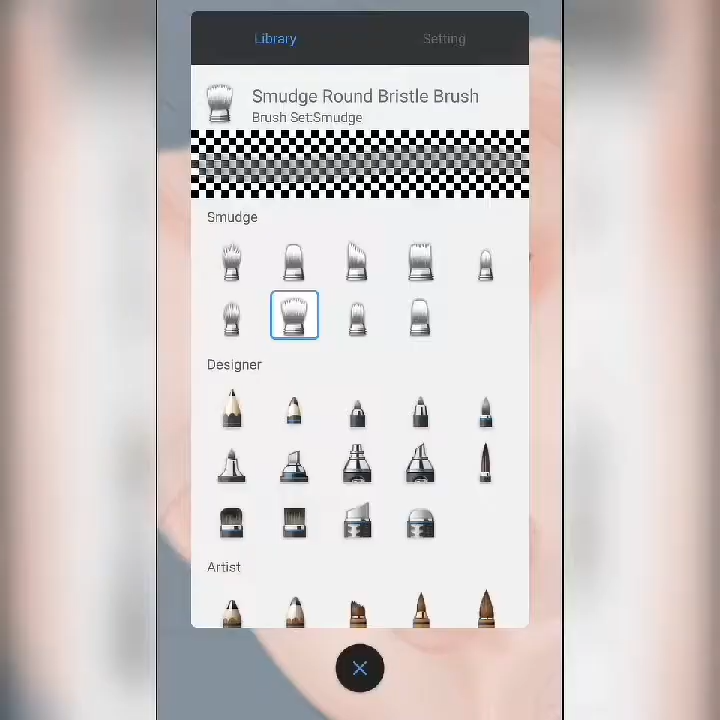 Library
Setting
Smudge Round Bristle Brush
Brush Set:Smudge
Smudge
Designer
Artist